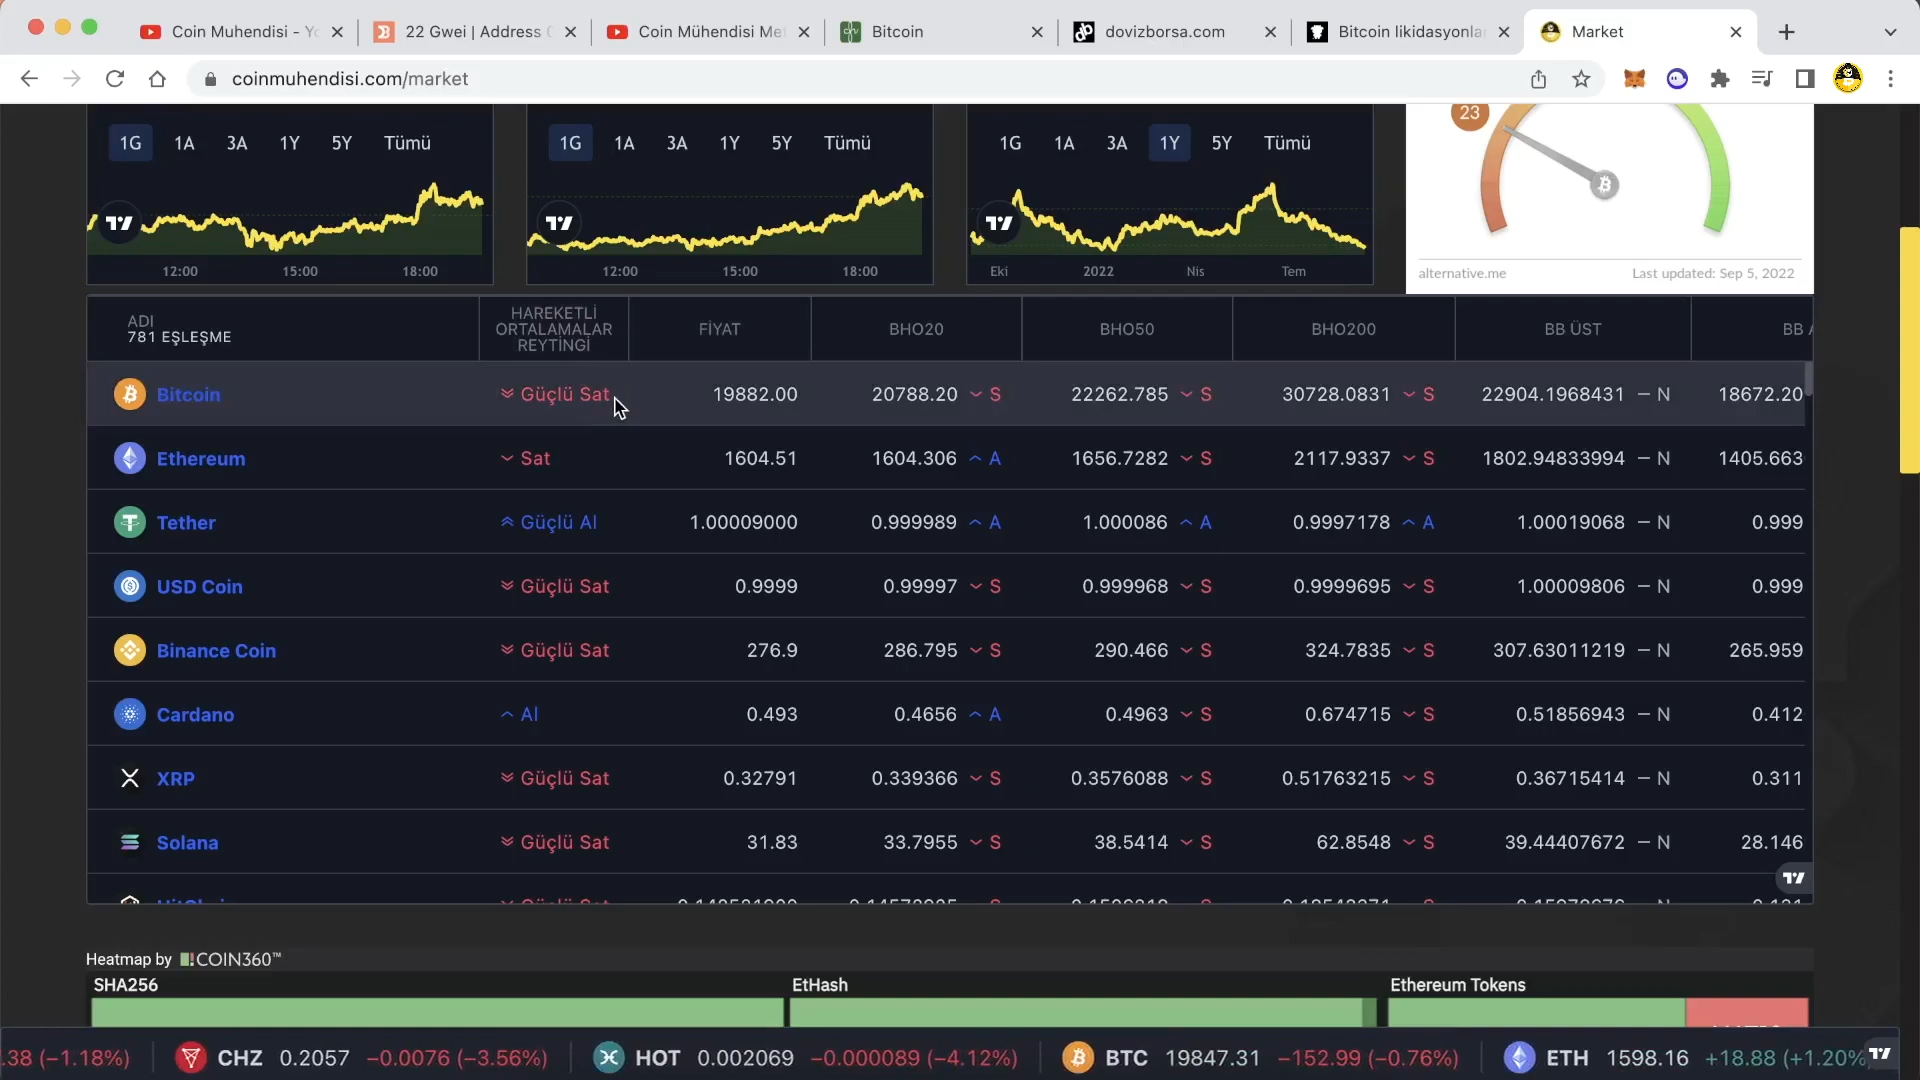 Coin Muhendisi - Yo
22 Gwei | Address
Coin Mühendisi Me
Bitcoin
dovizborsa.com
Bitcoin likidasyonla
Market
coinmuhendisi.com/market
1G 1A 3A 1Y 5Y Tümü
12:00 15:00 18:00
1G 1A 3A 1Y 5Y Tümü
12:00 15:00 18:00
1G 1A 3A 1Y 5Y Tümü
Eki 2022 Nis Tem
23
alternative.me Last updated: Sep 5, 2022
ADI
781 EŞLEŞME
HAREKETLİ
ORTALAMALAR
REYTİNGİ
FİYAT BHO20 BHO50 BHO200 BB ÜST BB A
Bitcoin Güçlü Sat 19882.00 20788.20 S 22262.785 S 30728.0831 S 22904.1968431 — N 18672.20
Ethereum Sat 1604.51 1604.306 A 1656.7282 S 2117.9337 S 1802.94833994 — N 1405.663
Tether Güçlü Al 1.00009000 0.999989 A 1.000086 A 0.9997178 A 1.00019068 — N 0.999
USD Coin Güçlü Sat 0.9999 0.99997 S 0.999968 S 0.9999695 S 1.00009806 — N 0.999
Binance Coin Güçlü Sat 276.9 286.795 S 290.466 S 324.7835 S 307.63011219 — N 265.959
Cardano Al 0.493 0.4656 A 0.4963 S 0.674715 S 0.51856943 — N 0.412
XRP Güçlü Sat 0.32791 0.339366 S 0.3576088 S 0.51763215 S 0.36715414 — N 0.311
Solana Güçlü Sat 31.83 33.7955 S 38.5414 S 62.8548 S 39.44407672 — N 28.146
Heatmap by COIN360™
SHA256 EtHash Ethereum Tokens
.38 (−1.18%) CHZ 0.2057 −0.0076 (−3.56%) HOT 0.002069 −0.000089 (−4.12%) BTC 19847.31 −152.99 (−0.76%) ETH 1598.16 +18.88 (+1.20%